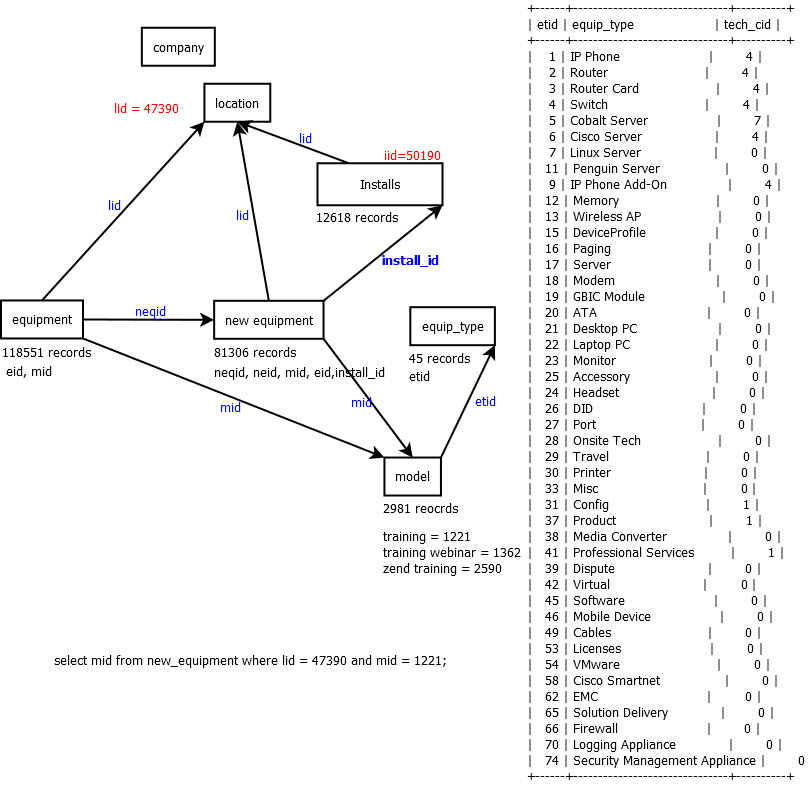 company
location
lid = 47390
lid
iid=50190
Installs
12618 records
lid
lid
install_id
equipment
118551 records
eid, mid
neqid
new equipment
81306 records
neqid, neid, mid, eid,install_id
equip_type
45 records
etid
mid
mid
etid
model
2981 reocrds
training = 1221
training webinar = 1362
zend training = 2590
select mid from new_equipment where lid = 47390 and mid = 1221;
+------+-------------------------------+----------+
| etid | equip_type | tech_cid |
+------+-------------------------------+----------+
| 1 | IP Phone | 4 |
| 2 | Router | 4 |
| 3 | Router Card | 4 |
| 4 | Switch | 4 |
| 5 | Cobalt Server | 7 |
| 6 | Cisco Server | 4 |
| 7 | Linux Server | 0 |
| 11 | Penguin Server | 0 |
| 9 | IP Phone Add-On | 4 |
| 12 | Memory | 0 |
| 13 | Wireless AP | 0 |
| 15 | DeviceProfile | 0 |
| 16 | Paging | 0 |
| 17 | Server | 0 |
| 18 | Modem | 0 |
| 19 | GBIC Module | 0 |
| 20 | ATA | 0 |
| 21 | Desktop PC | 0 |
| 22 | Laptop PC | 0 |
| 23 | Monitor | 0 |
| 25 | Accessory | 0 |
| 24 | Headset | 0 |
| 26 | DID | 0 |
| 27 | Port | 0 |
| 28 | Onsite Tech | 0 |
| 29 | Travel | 0 |
| 30 | Printer | 0 |
| 33 | Misc | 0 |
| 31 | Config | 1 |
| 37 | Product | 1 |
| 38 | Media Converter | 0 |
| 41 | Professional Services | 1 |
| 39 | Dispute | 0 |
| 42 | Virtual | 0 |
| 45 | Software | 0 |
| 46 | Mobile Device | 0 |
| 49 | Cables | 0 |
| 53 | Licenses | 0 |
| 54 | VMware | 0 |
| 58 | Cisco Smartnet | 0 |
| 62 | EMC | 0 |
| 65 | Solution Delivery | 0 |
| 66 | Firewall | 0 |
| 70 | Logging Appliance | 0 |
| 74 | Security Management Appliance | 0
+------+-------------------------------+----------+